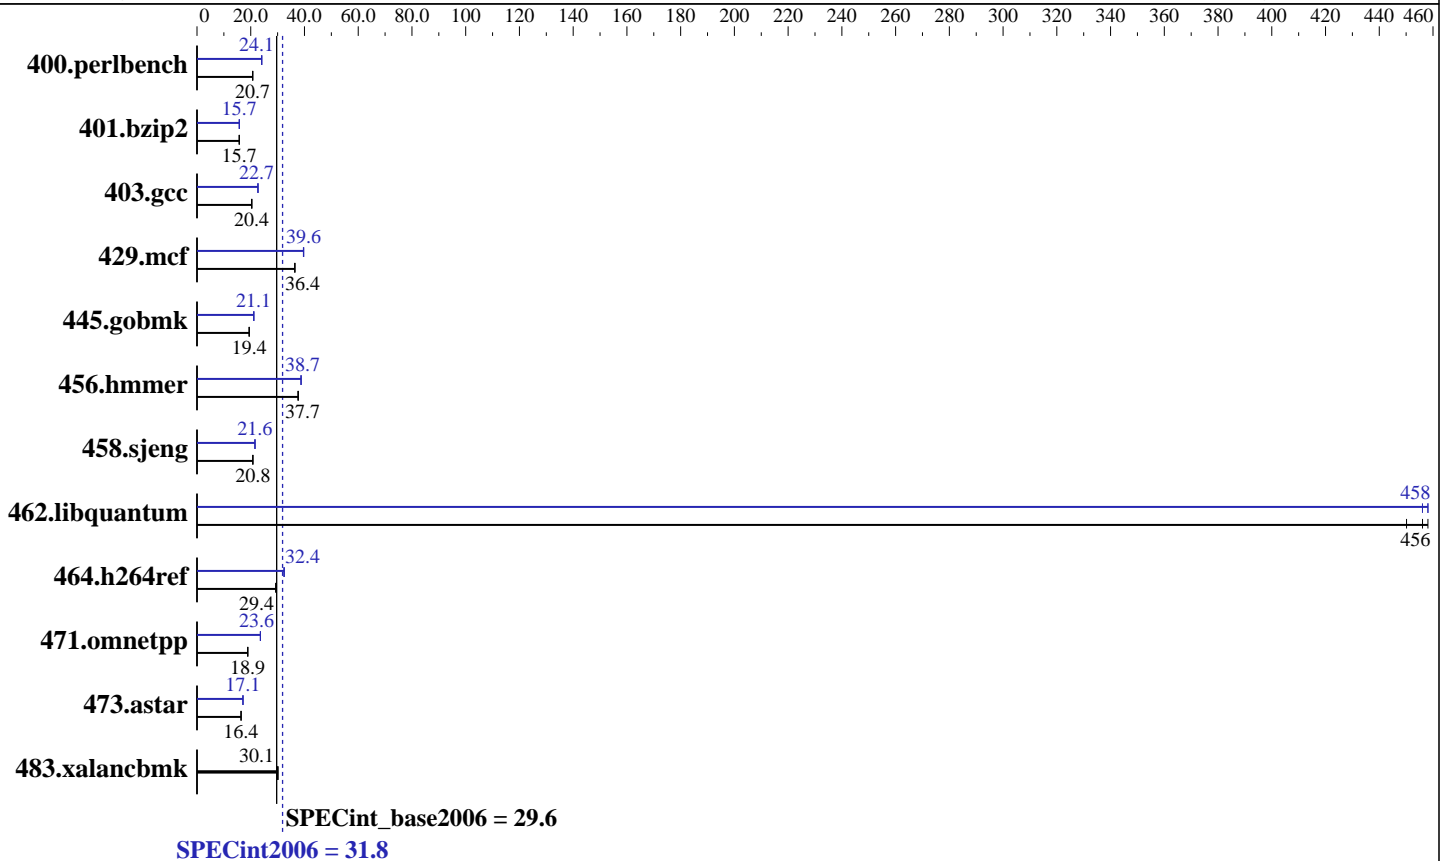 0 20.0 40.0 60.0 80.0 100 120 140 160 180 200 220 240 260 280 300 320 340 360 380 400 420 440 460
24.1
400.perlbench
20.7
15.7
401.bzip2
15.7
22.7
403.gcc
20.4
39.6
429.mcf
36.4
21.1
445.gobmk
19.4
38.7
456.hmmer
37.7
21.6
458.sjeng
20.8
458
462.libquantum
456
32.4
464.h264ref
29.4
23.6
471.omnetpp
18.9
17.1
473.astar
16.4
30.1
483.xalancbmk
SPECint_base2006 = 29.6
SPECint2006 = 31.8